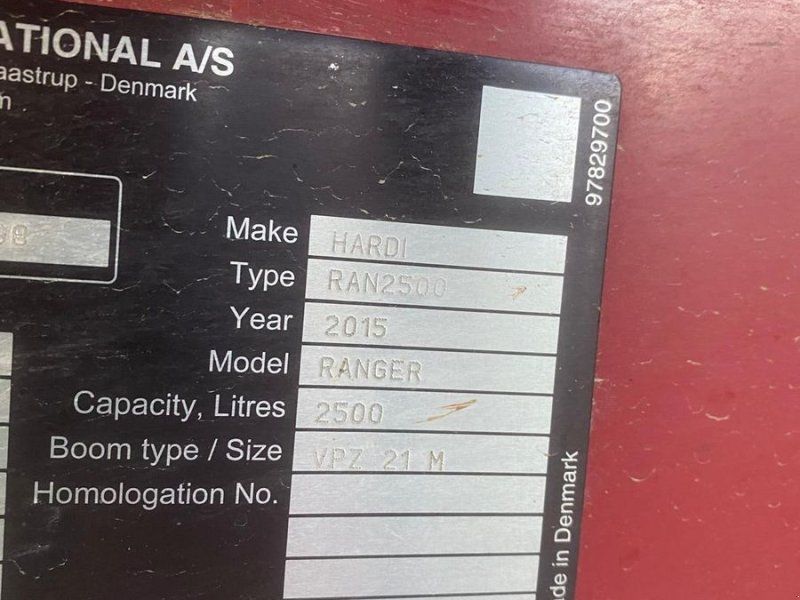 ATIONAL A/S
aastrup - Denmark
m
97829700
Make HARDI
Type RAN2500
Year 2015
Model RANGER
Capacity, Litres 2500
Boom type / Size VPZ 21 M
Homologation No.
de in Denmark